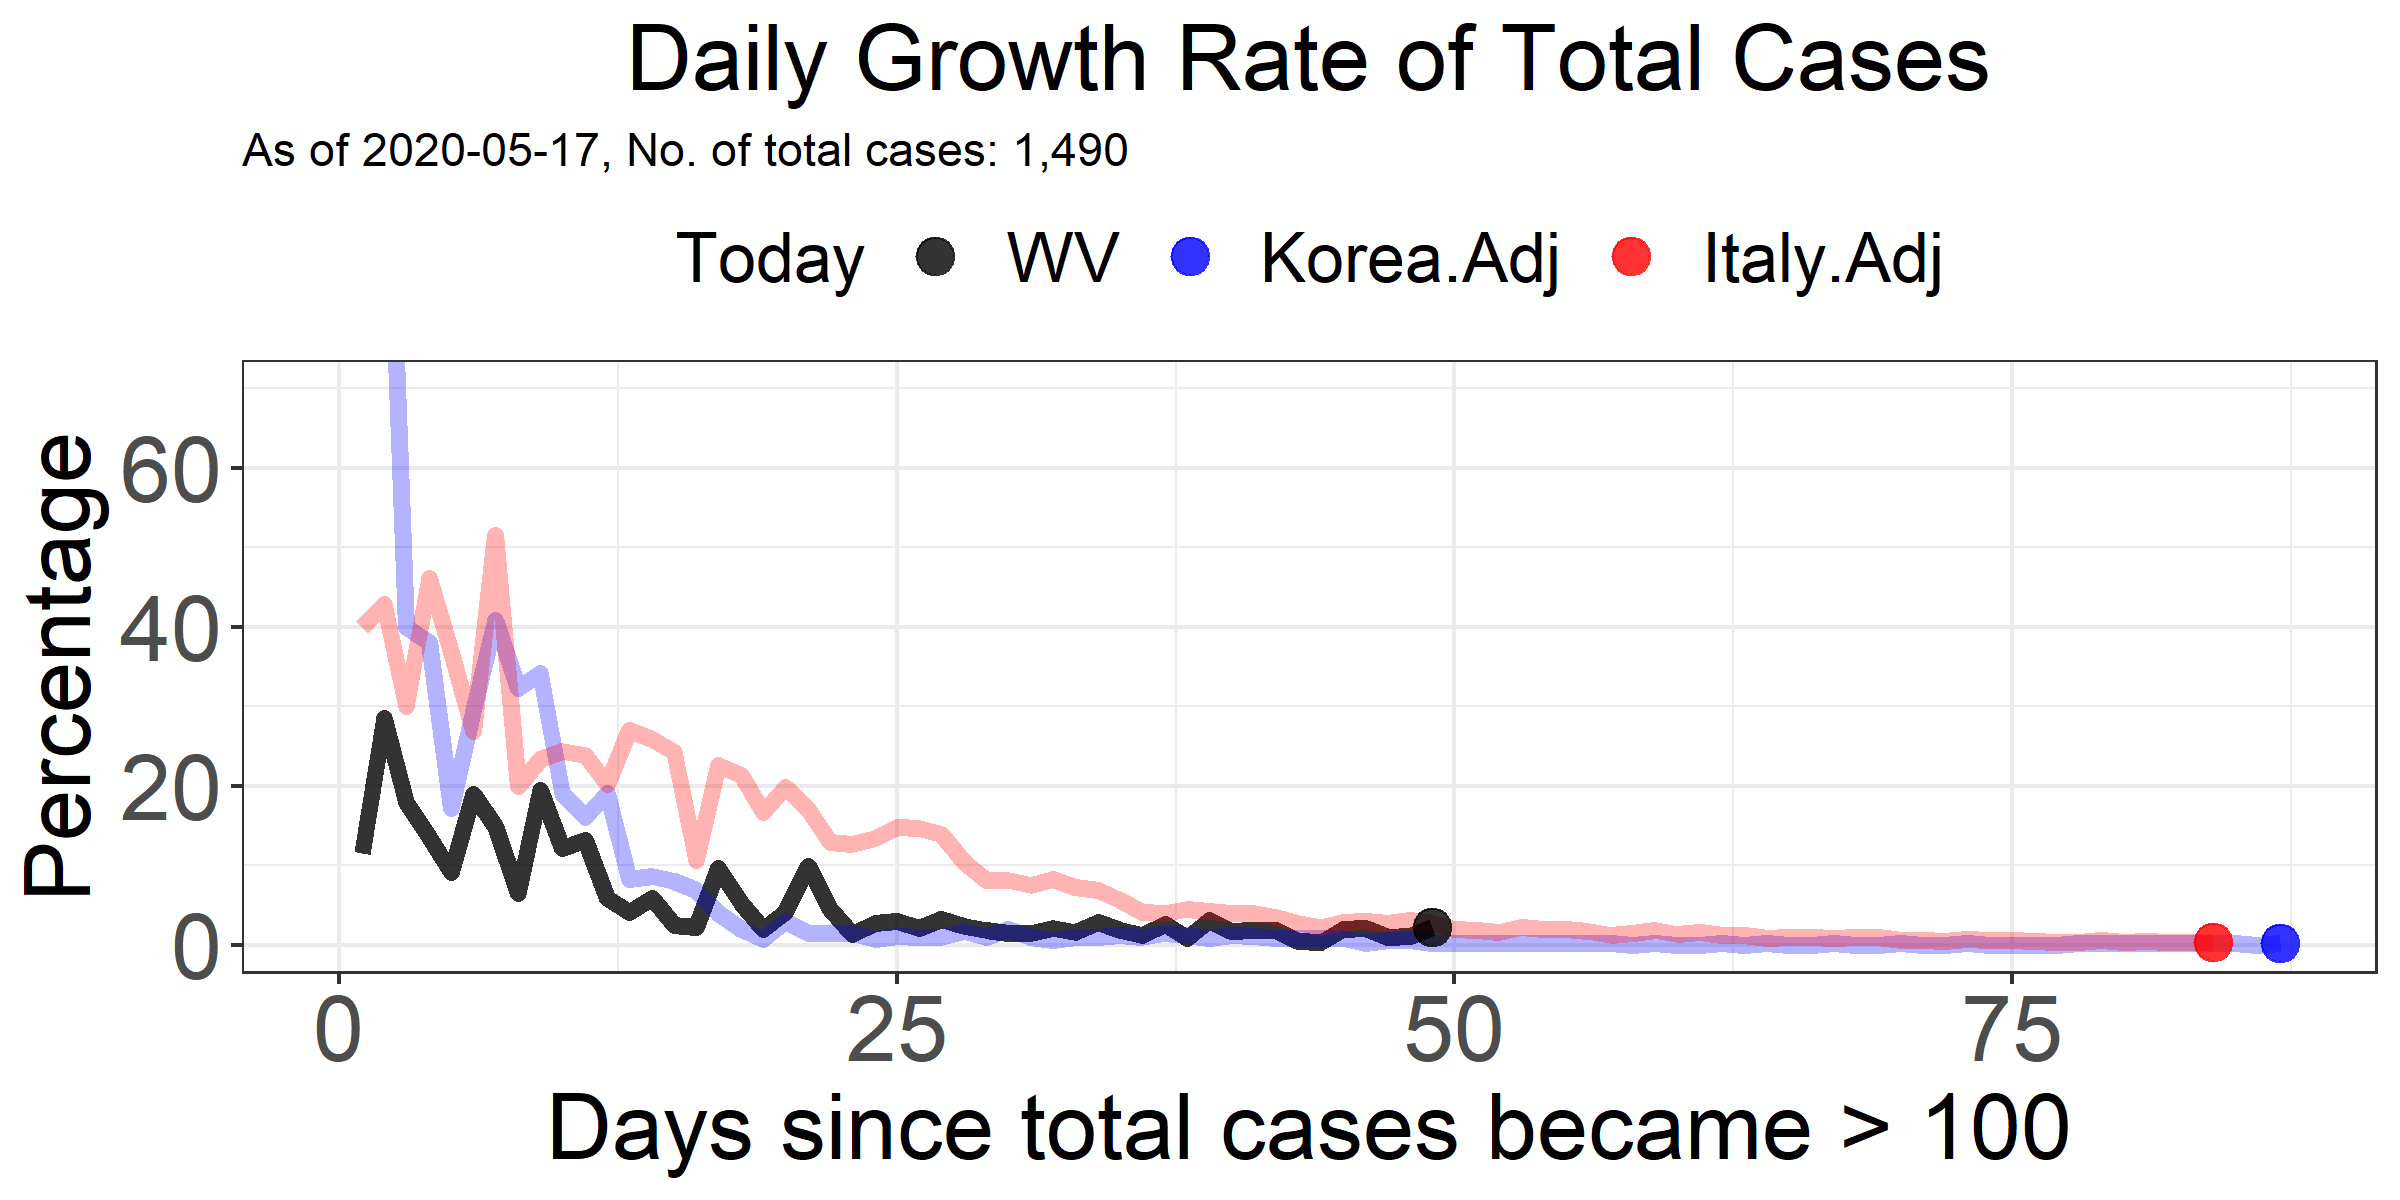 Daily Growth Rate of Total Cases
As of 2020-05-17, No. of total cases: 1,490
Today WV Korea.Adj Italy.Adj
Percentage
60
40
20
0
0 25 50 75
Days since total cases became > 100